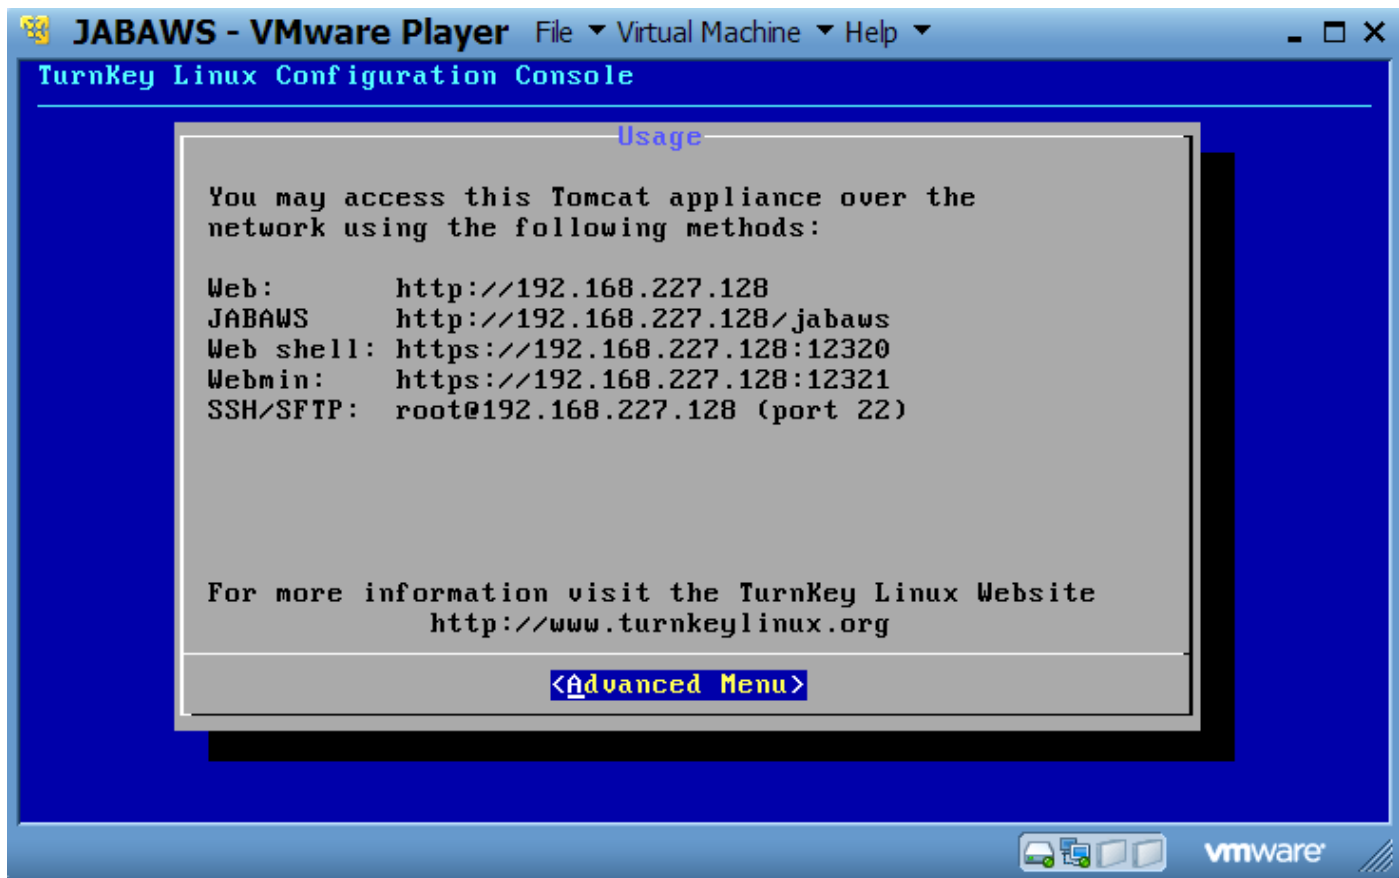 JABAWS - VMware Player File Virtual Machine Help
TurnKey Linux Configuration Console
Usage
You may access this Tomcat appliance over the
network using the following methods:
Web: http://192.168.227.128
JABAWS http://192.168.227.128/jabaws
Web shell: https://192.168.227.128:12320
Webmin: https://192.168.227.128:12321
SSH/SFTP: root@192.168.227.128 (port 22)
For more information visit the TurnKey Linux Website
http://www.turnkeylinux.org
<Advanced Menu>
vmware